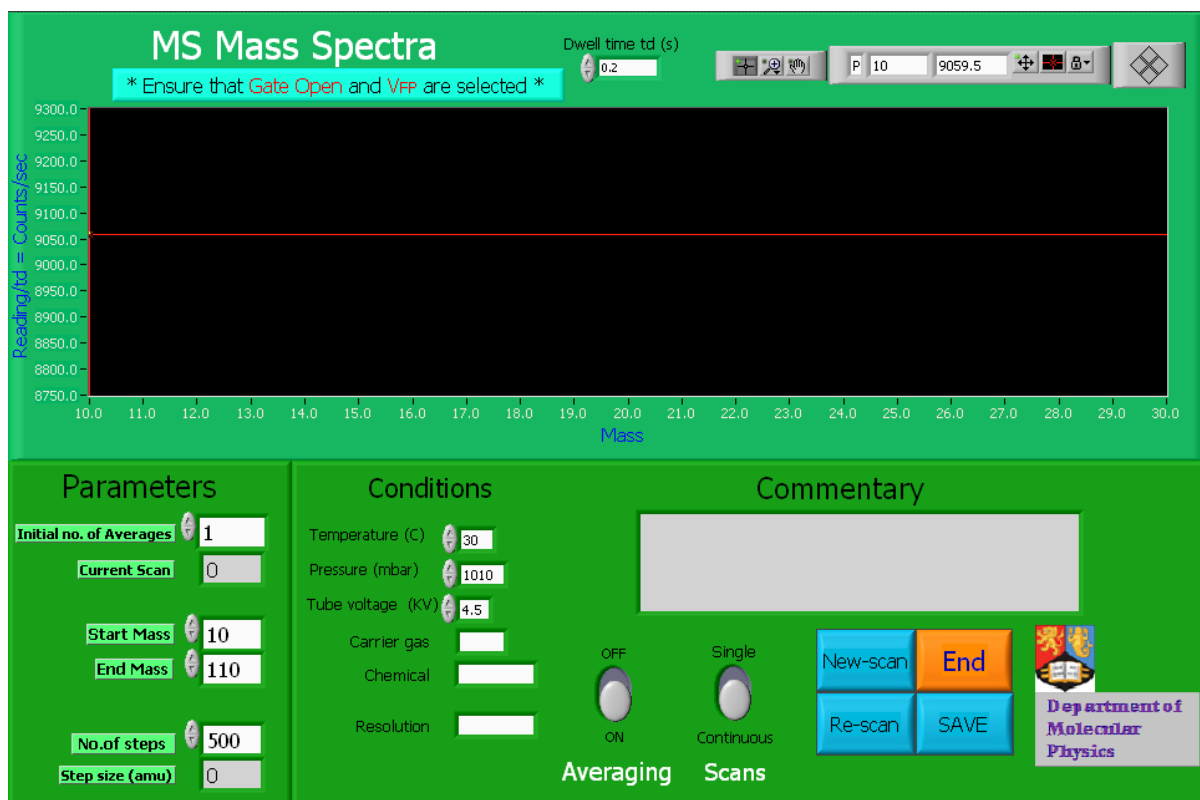 MS Mass Spectra
* Ensure that Gate Open and VFP are selected *
Dwell time td (s)
0.2
P 10 9059.5
Reading/td = Counts/sec
9300.0
9250.0
9200.0
9150.0
9100.0
9050.0
9000.0
8950.0
8900.0
8850.0
8800.0
8750.0
10.0 11.0 12.0 13.0 14.0 15.0 16.0 17.0 18.0 19.0 20.0 21.0 22.0 23.0 24.0 25.0 26.0 27.0 28.0 29.0 30.0
Mass
Parameters
Initial no. of Averages 1
Current Scan 0
Start Mass 10
End Mass 110
No.of steps 500
Step size (amu) 0
Conditions
Temperature (C) 30
Pressure (mbar) 1010
Tube voltage (KV) 4.5
Carrier gas
Chemical
Resolution
OFF
ON
Averaging
Single
Continuous
Scans
Commentary
New-scan End
Re-scan SAVE
Department of
Molecular
Physics